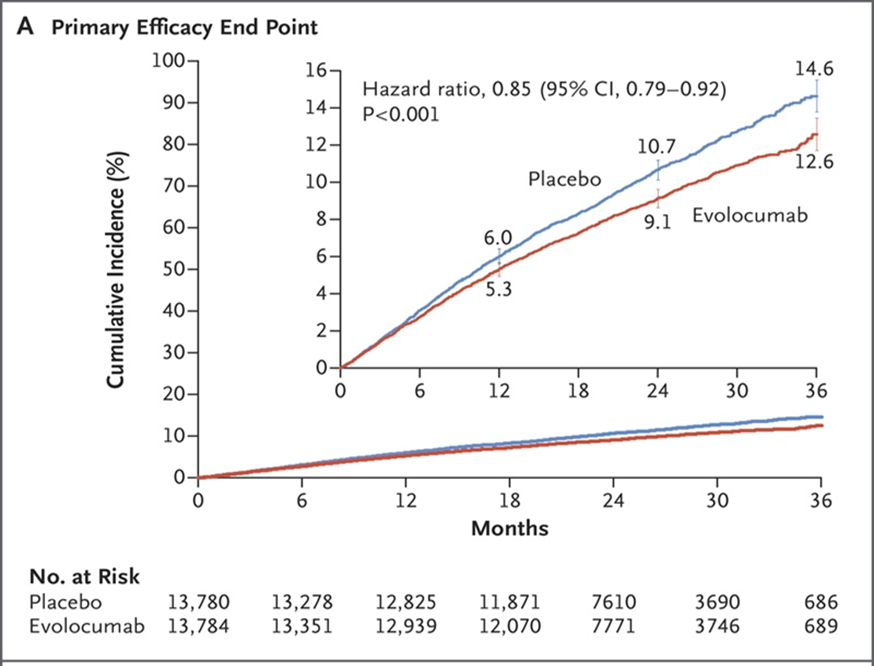 A Primary Efficacy End Point
Cumulative Incidence (%)
100
90
80
70
60
50
40
30
20
10
0
0 6 12 18 24 30 36
Months
16
14
12
10
8
6
4
2
0
0 6 12 18 24 30 36
Hazard ratio, 0.85 (95% CI, 0.79–0.92)
P<0.001
Placebo
Evolocumab
6.0
5.3
10.7
9.1
14.6
12.6
No. at Risk
Placebo 13,780 13,278 12,825 11,871 7610 3690 686
Evolocumab 13,784 13,351 12,939 12,070 7771 3746 689